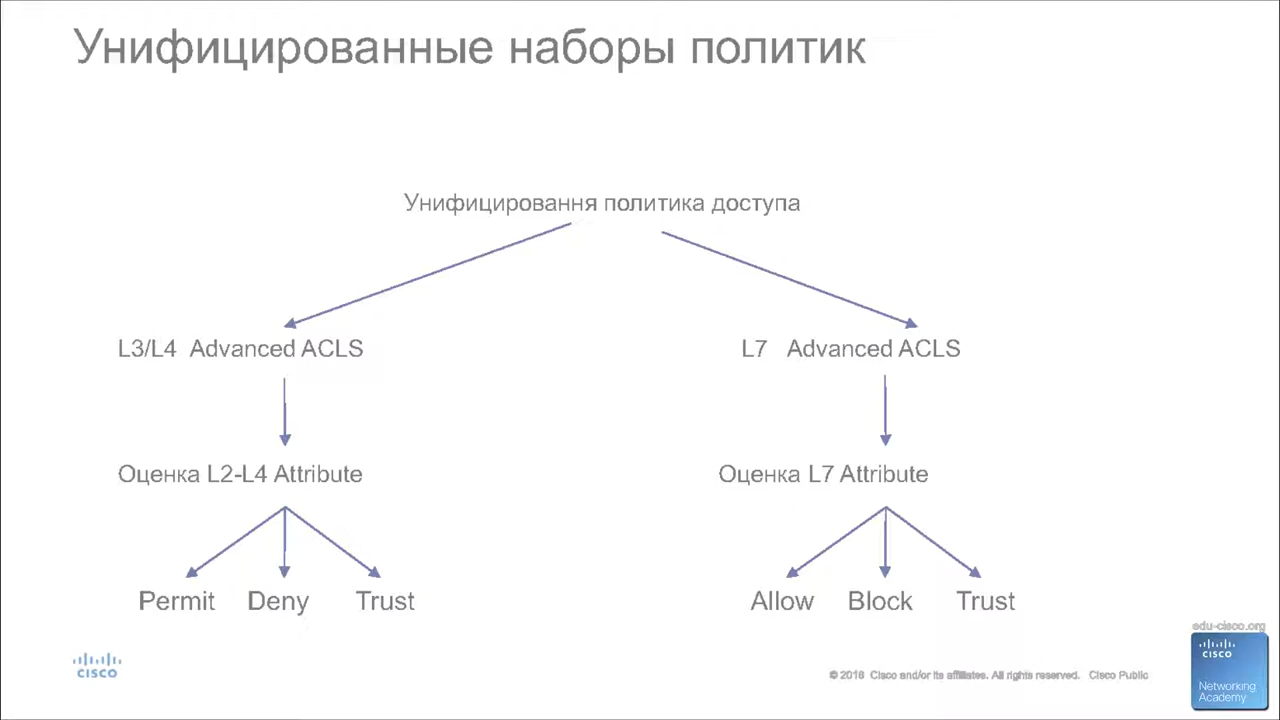 Унифицированные наборы политик
Унифицировання политика доступа
L3/L4 Advanced ACLS
L7 Advanced ACLS
Оценка L2-L4 Attribute
Оценка L7 Attribute
Permit Deny Trust
Allow Block Trust
edu-cisco.org
CISCO
© 2018 Cisco and/or its affiliates. All rights reserved. Cisco Public
CISCO
Networking
Academy